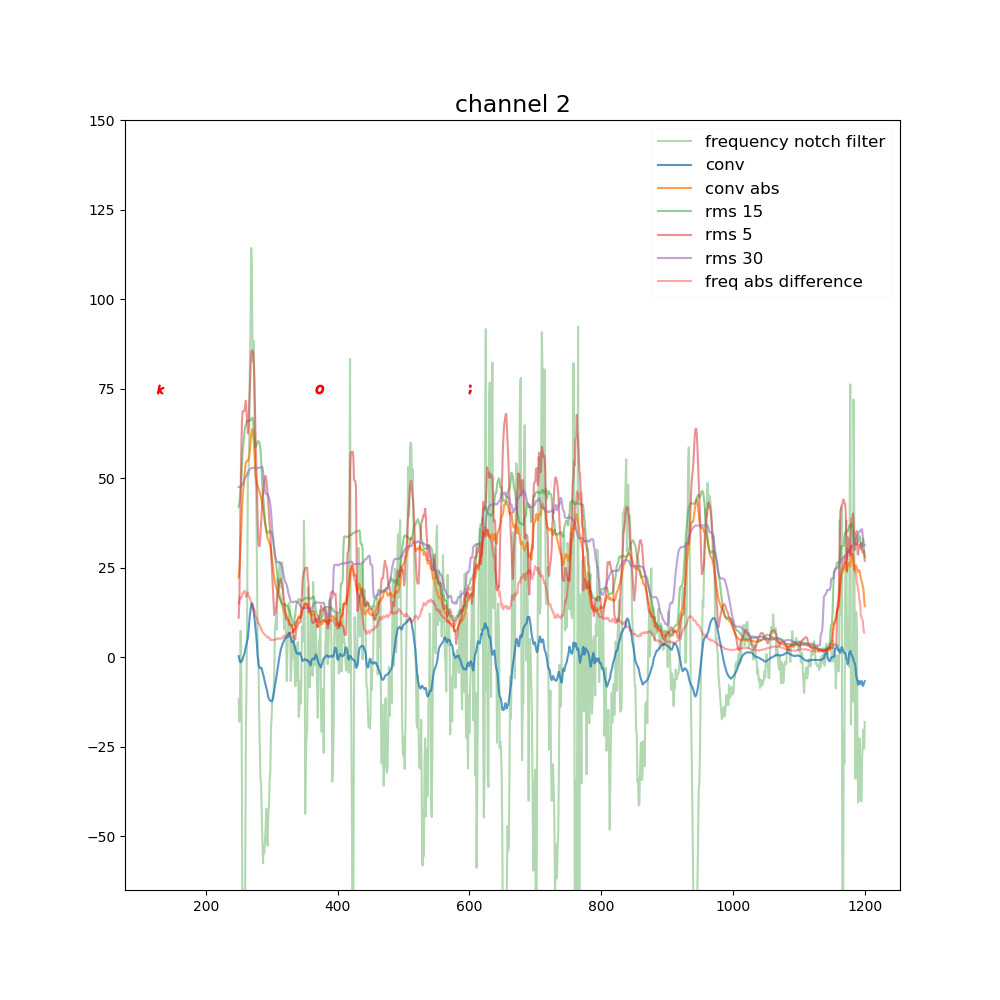 channel 2
150
125
100
75
50
25
0
−25
−50
frequency notch filter
conv
conv abs
rms 15
rms 5
rms 30
freq abs difference
k o ;
200 400 600 800 1000 1200